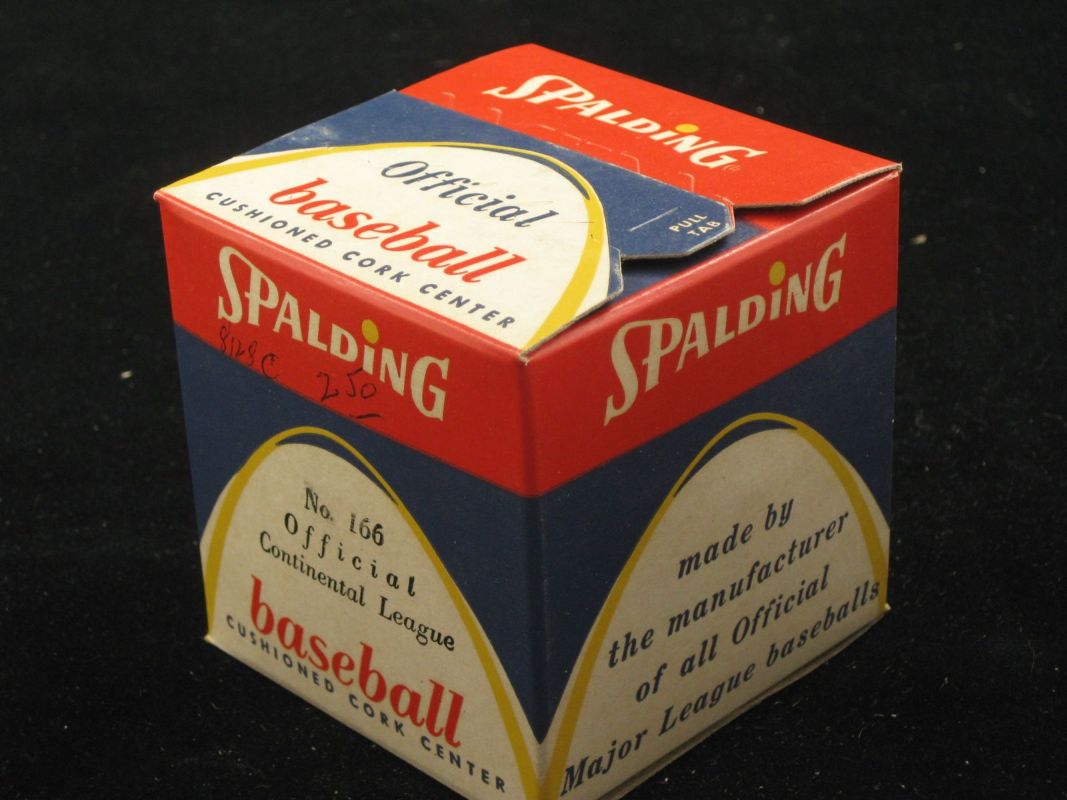 SPALDING
PULL
TAB
Official
baseball
CUSHIONED CORK CENTER
SPALDING
250
No. 166
Official
Continental League
baseball
CUSHIONED CORK CENTER
SPALDING
made by
the manufacturer
of all Official
Major League baseballs